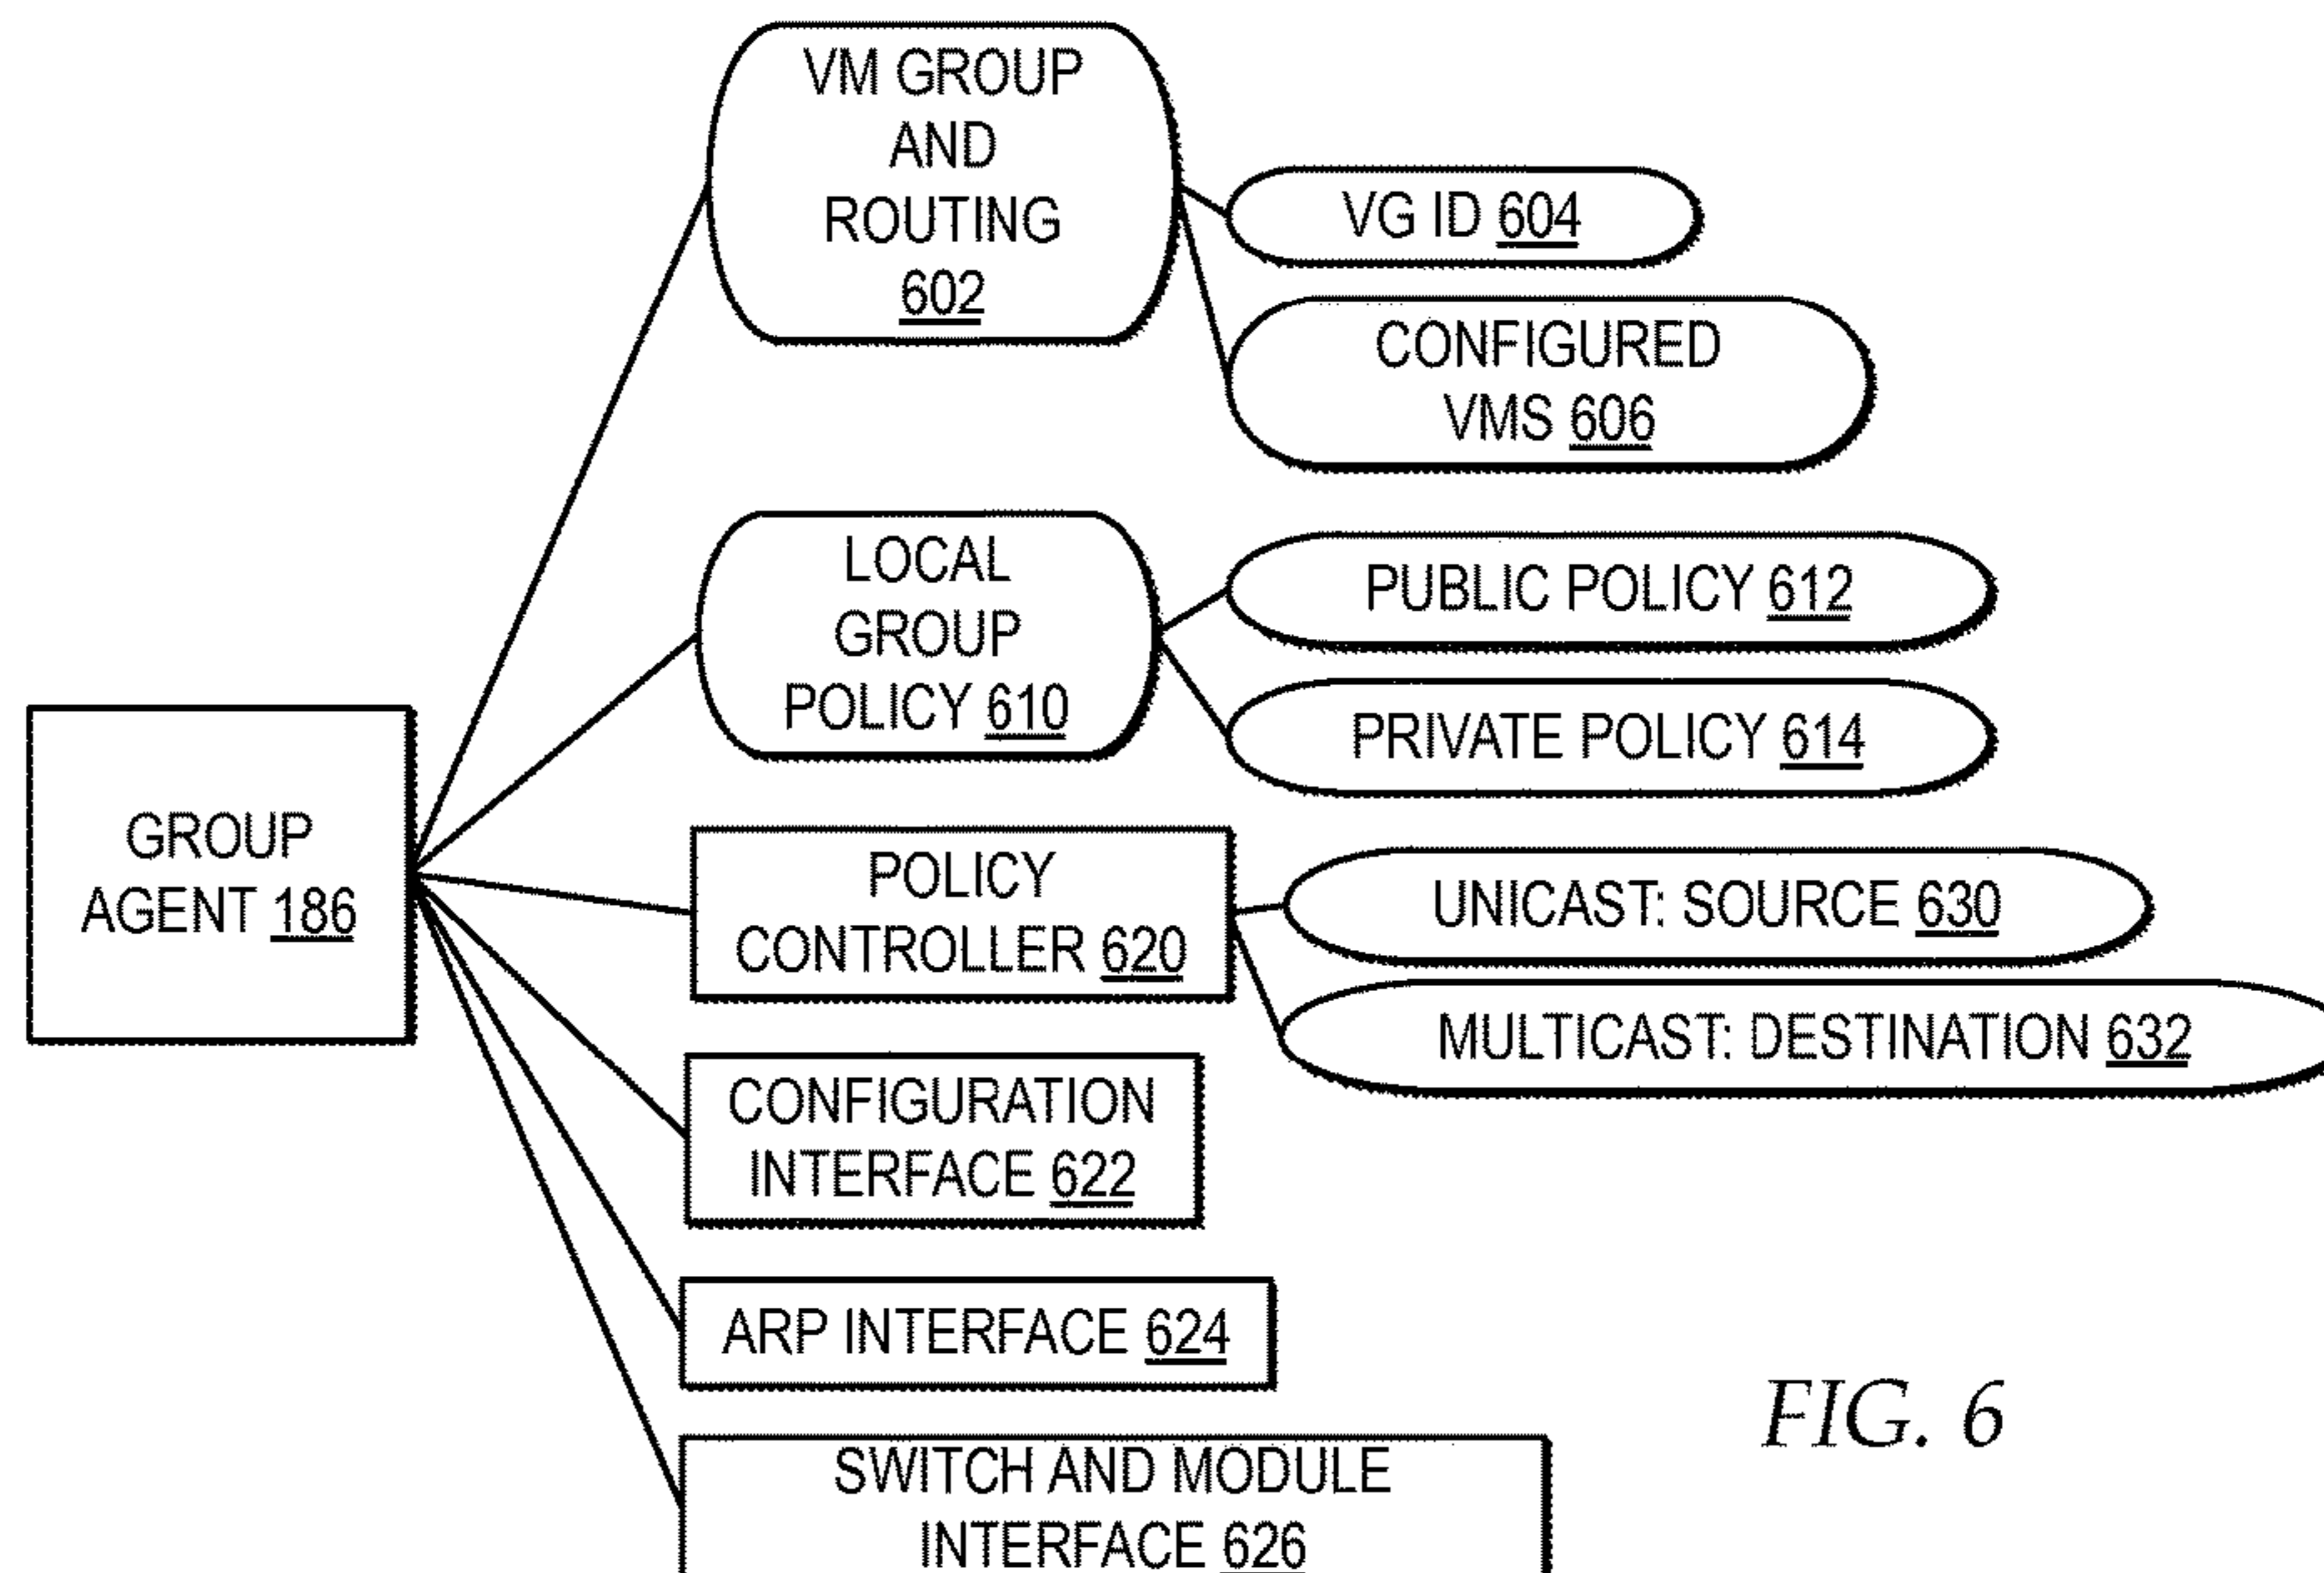 VM GROUP
AND
ROUTING
602
VG ID 604
CONFIGURED
VMS 606
LOCAL
GROUP
POLICY 610
PUBLIC POLICY 612
PRIVATE POLICY 614
GROUP
AGENT 186
POLICY
CONTROLLER 620
UNICAST: SOURCE 630
MULTICAST: DESTINATION 632
CONFIGURATION
INTERFACE 622
ARP INTERFACE 624
SWITCH AND MODULE
INTERFACE 626
FIG. 6